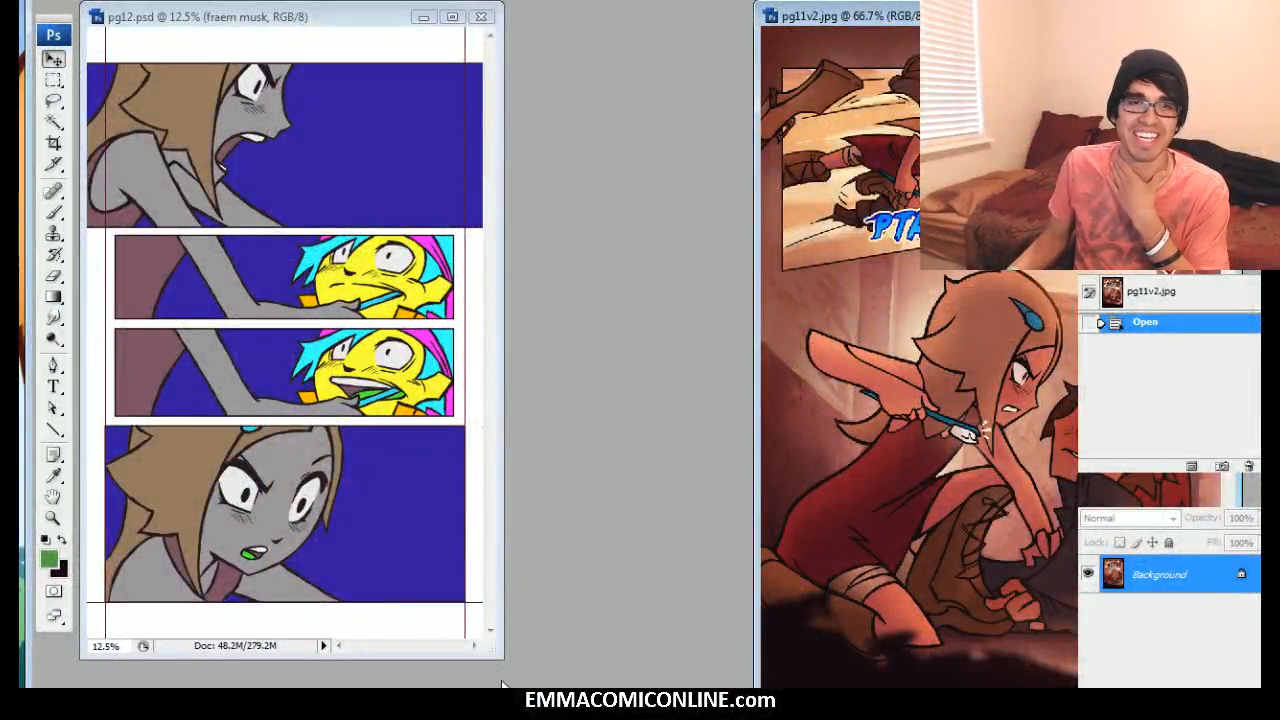 pg12.psd @ 12.5% (fraem musk, RGB/8)
pg11v2.jpg @ 66.7% (RGB/8
Ps
PTA
pg11v2.jpg
Open
Normal
Opacity: 100%
Lock:
Fill: 100%
Background
12.5%
Doc: 48.2M/279.2M
EMMACOMICONLINE.com